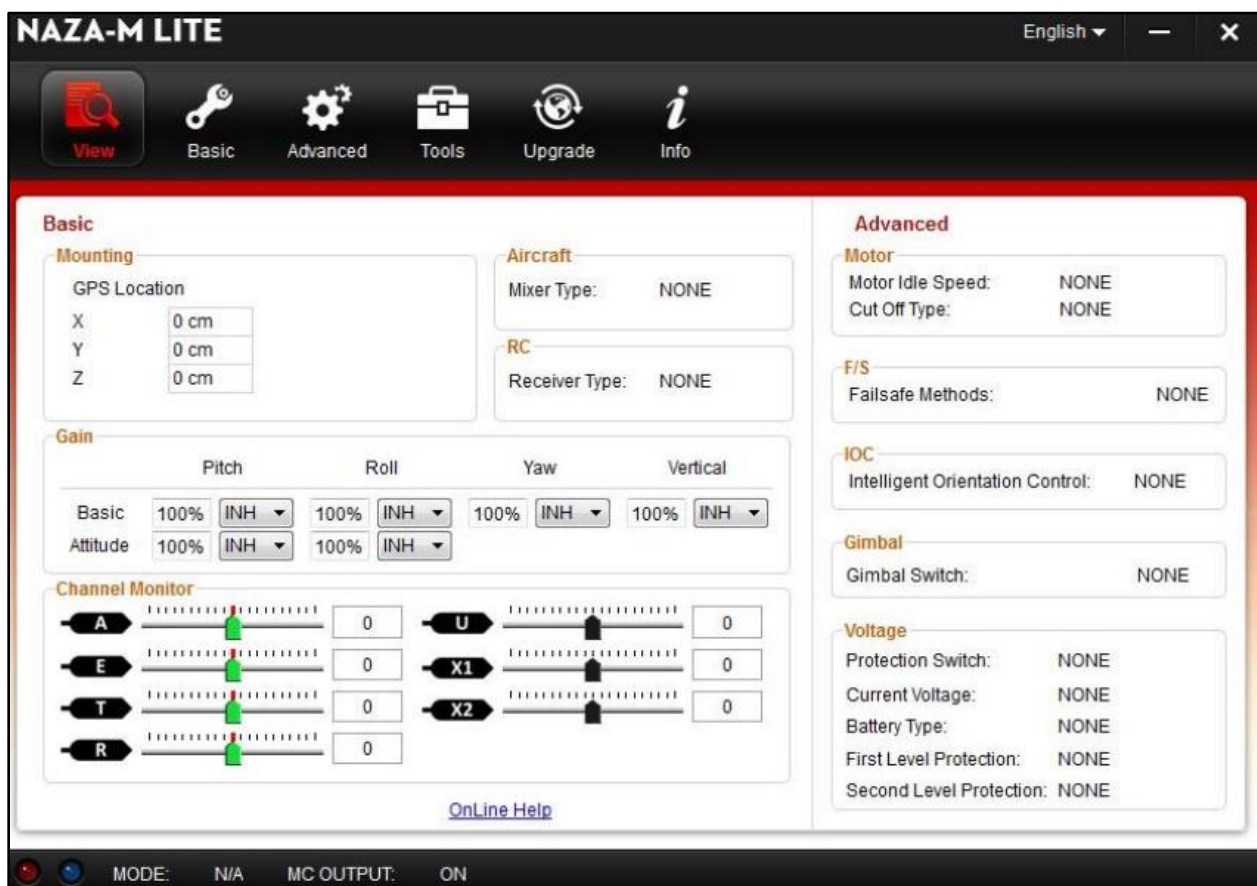 NAZA-M LITE
English
View Basic Advanced Tools Upgrade Info
Basic
Mounting
GPS Location
X 0 cm
Y 0 cm
Z 0 cm
Aircraft
Mixer Type: NONE
RC
Receiver Type: NONE
Gain
Pitch Roll Yaw Vertical
Basic 100% INH 100% INH 100% INH 100% INH
Attitude 100% INH 100% INH
Channel Monitor
A 0 U 0
E 0 X1 0
T 0 X2 0
R 0
OnLine Help
Advanced
Motor
Motor Idle Speed: NONE
Cut Off Type: NONE
F/S
Failsafe Methods: NONE
IOC
Intelligent Orientation Control: NONE
Gimbal
Gimbal Switch: NONE
Voltage
Protection Switch: NONE
Current Voltage: NONE
Battery Type: NONE
First Level Protection: NONE
Second Level Protection: NONE
MODE: N/A MC OUTPUT: ON